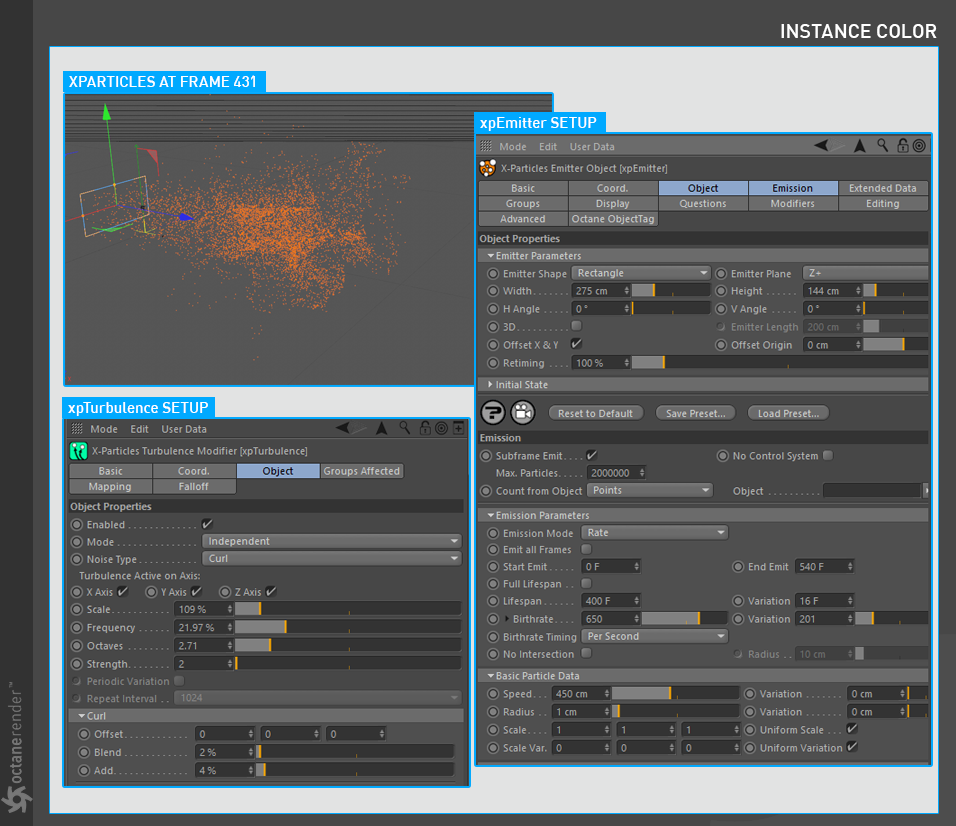 INSTANCE COLOR
XPARTICLES AT FRAME 431
xpEmitter SETUP
Mode Edit User Data
X-Particles Emitter Object [xpEmitter]
Basic Coord. Object Emission Extended Data
Groups Display Questions Modifiers Editing
Advanced Octane ObjectTag
Object Properties
Emitter Parameters
Emitter Shape Rectangle Emitter Plane Z+
Width 275 cm Height 144 cm
H Angle 0 ° V Angle 0 °
3D Emitter Length 200 cm
Offset X & Y Offset Origin 0 cm
Retiming 100 %
Initial State
Reset to Default Save Preset... Load Preset...
Emission
Subframe Emit. No Control System
Max. Particles 2000000
Count from Object Points Object
Emission Parameters
Emission Mode Rate
Emit all Frames
Start Emit 0 F End Emit 540 F
Full Lifespan
Lifespan 400 F Variation 16 F
Birthrate 650 Variation 201
Birthrate Timing Per Second
No Intersection Radius 10 cm
Basic Particle Data
Speed 450 cm Variation 0 cm
Radius 1 cm Variation 0 cm
Scale 1 1 1 Uniform Scale
Scale Var. 0 0 0 Uniform Variation
xpTurbulence SETUP
Mode Edit User Data
X-Particles Turbulence Modifier [xpTurbulence]
Basic Coord. Object Groups Affected
Mapping Falloff
Object Properties
Enabled
Mode Independent
Noise Type Curl
Turbulence Active on Axis:
X Axis Y Axis Z Axis
Scale 109 %
Frequency 21.97 %
Octaves 2.71
Strength 2
Periodic Variation
Repeat Interval 1024
Curl
Offset 0 0 0
Blend 2 %
Add 4 %
octanerender™